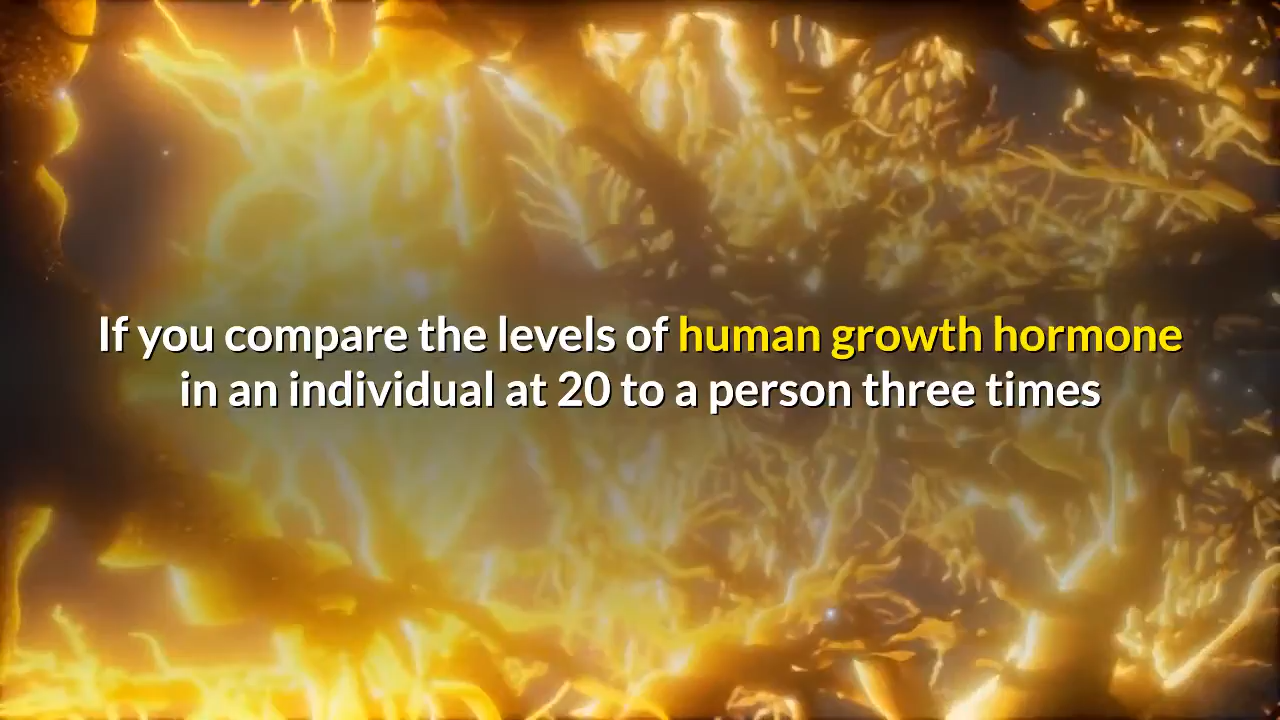 If you compare the levels of human growth hormone
in an individual at 20 to a person three times